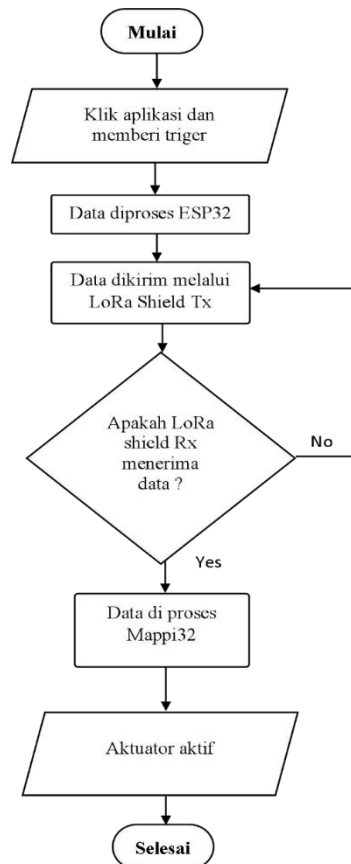 Mulai
Klik aplikasi dan
memberi triger
Data diproses ESP32
Data dikirim melalui
LoRa Shield Tx
Apakah LoRa
shield Rx
menerima
data ?
No
Yes
Data di proses
Mappi32
Aktuator aktif
Selesai